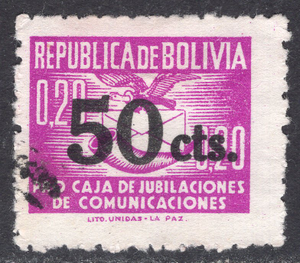 REPUBLICA DE BOLIVIA
0,20
50 cts.
0,20
PRO CAJA DE JUBILACIONES
DE COMUNICACIONES
LITO. UNIDAS - LA PAZ.